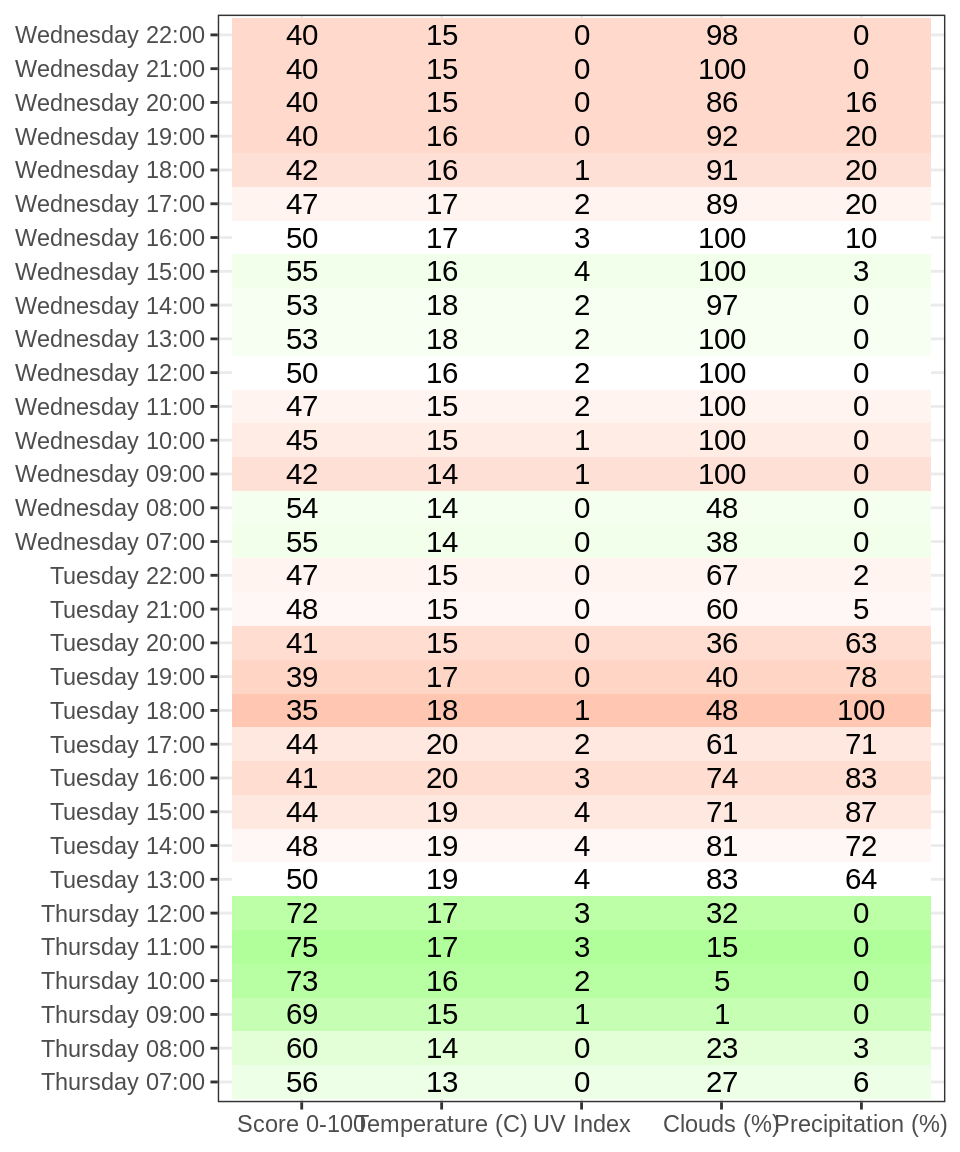 Wednesday 22:00 40 15 0 98 0
Wednesday 21:00 40 15 0 100 0
Wednesday 20:00 40 15 0 86 16
Wednesday 19:00 40 16 0 92 20
Wednesday 18:00 42 16 1 91 20
Wednesday 17:00 47 17 2 89 20
Wednesday 16:00 50 17 3 100 10
Wednesday 15:00 55 16 4 100 3
Wednesday 14:00 53 18 2 97 0
Wednesday 13:00 53 18 2 100 0
Wednesday 12:00 50 16 2 100 0
Wednesday 11:00 47 15 2 100 0
Wednesday 10:00 45 15 1 100 0
Wednesday 09:00 42 14 1 100 0
Wednesday 08:00 54 14 0 48 0
Wednesday 07:00 55 14 0 38 0
Tuesday 22:00 47 15 0 67 2
Tuesday 21:00 48 15 0 60 5
Tuesday 20:00 41 15 0 36 63
Tuesday 19:00 39 17 0 40 78
Tuesday 18:00 35 18 1 48 100
Tuesday 17:00 44 20 2 61 71
Tuesday 16:00 41 20 3 74 83
Tuesday 15:00 44 19 4 71 87
Tuesday 14:00 48 19 4 81 72
Tuesday 13:00 50 19 4 83 64
Thursday 12:00 72 17 3 32 0
Thursday 11:00 75 17 3 15 0
Thursday 10:00 73 16 2 5 0
Thursday 09:00 69 15 1 1 0
Thursday 08:00 60 14 0 23 3
Thursday 07:00 56 13 0 27 6
Score 0-100 Temperature (C) UV Index Clouds (%) Precipitation (%)